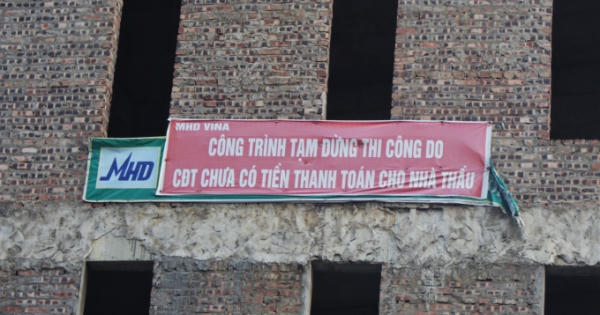 MHD VINA
CÔNG TRÌNH TẠM DỪNG THI CÔNG DO
CĐT CHƯA CÓ TIỀN THANH TOÁN CHO NHÀ THẦU
MHD